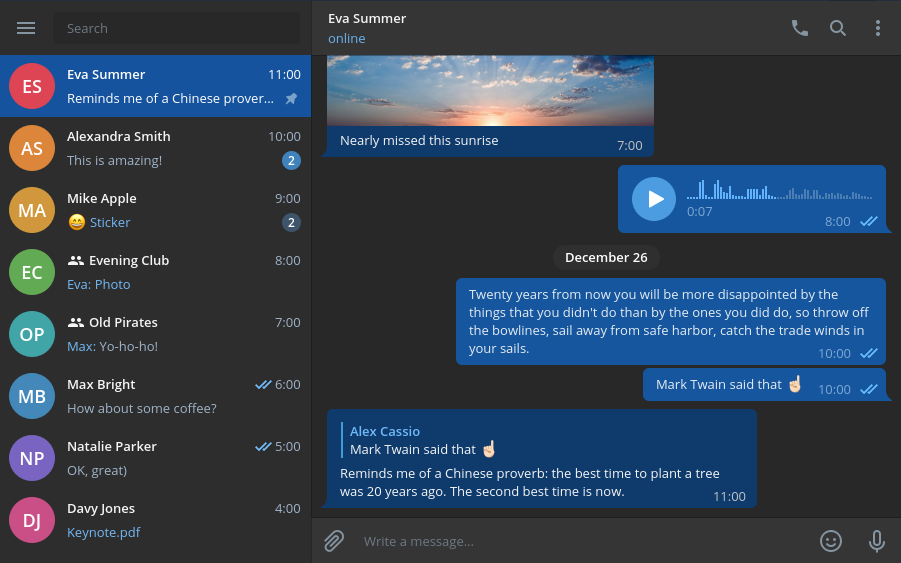 Search
ES
Eva Summer 11:00
Reminds me of a Chinese prover...
AS
Alexandra Smith 10:00
This is amazing! 2
MA
Mike Apple 9:00
😄 Sticker 2
EC
Evening Club 8:00
Eva: Photo
OP
Old Pirates 7:00
Max: Yo-ho-ho!
MB
Max Bright 6:00
How about some coffee?
NP
Natalie Parker 5:00
OK, great)
DJ
Davy Jones 4:00
Keynote.pdf
Eva Summer
online
Nearly missed this sunrise
7:00
0:07
8:00
December 26
Twenty years from now you will be more disappointed by the
things that you didn't do than by the ones you did do, so throw off
the bowlines, sail away from safe harbor, catch the trade winds in
your sails.
10:00
Mark Twain said that ☝🏻 10:00
Alex Cassio
Mark Twain said that ☝🏻
Reminds me of a Chinese proverb: the best time to plant a tree
was 20 years ago. The second best time is now.
11:00
Write a message...